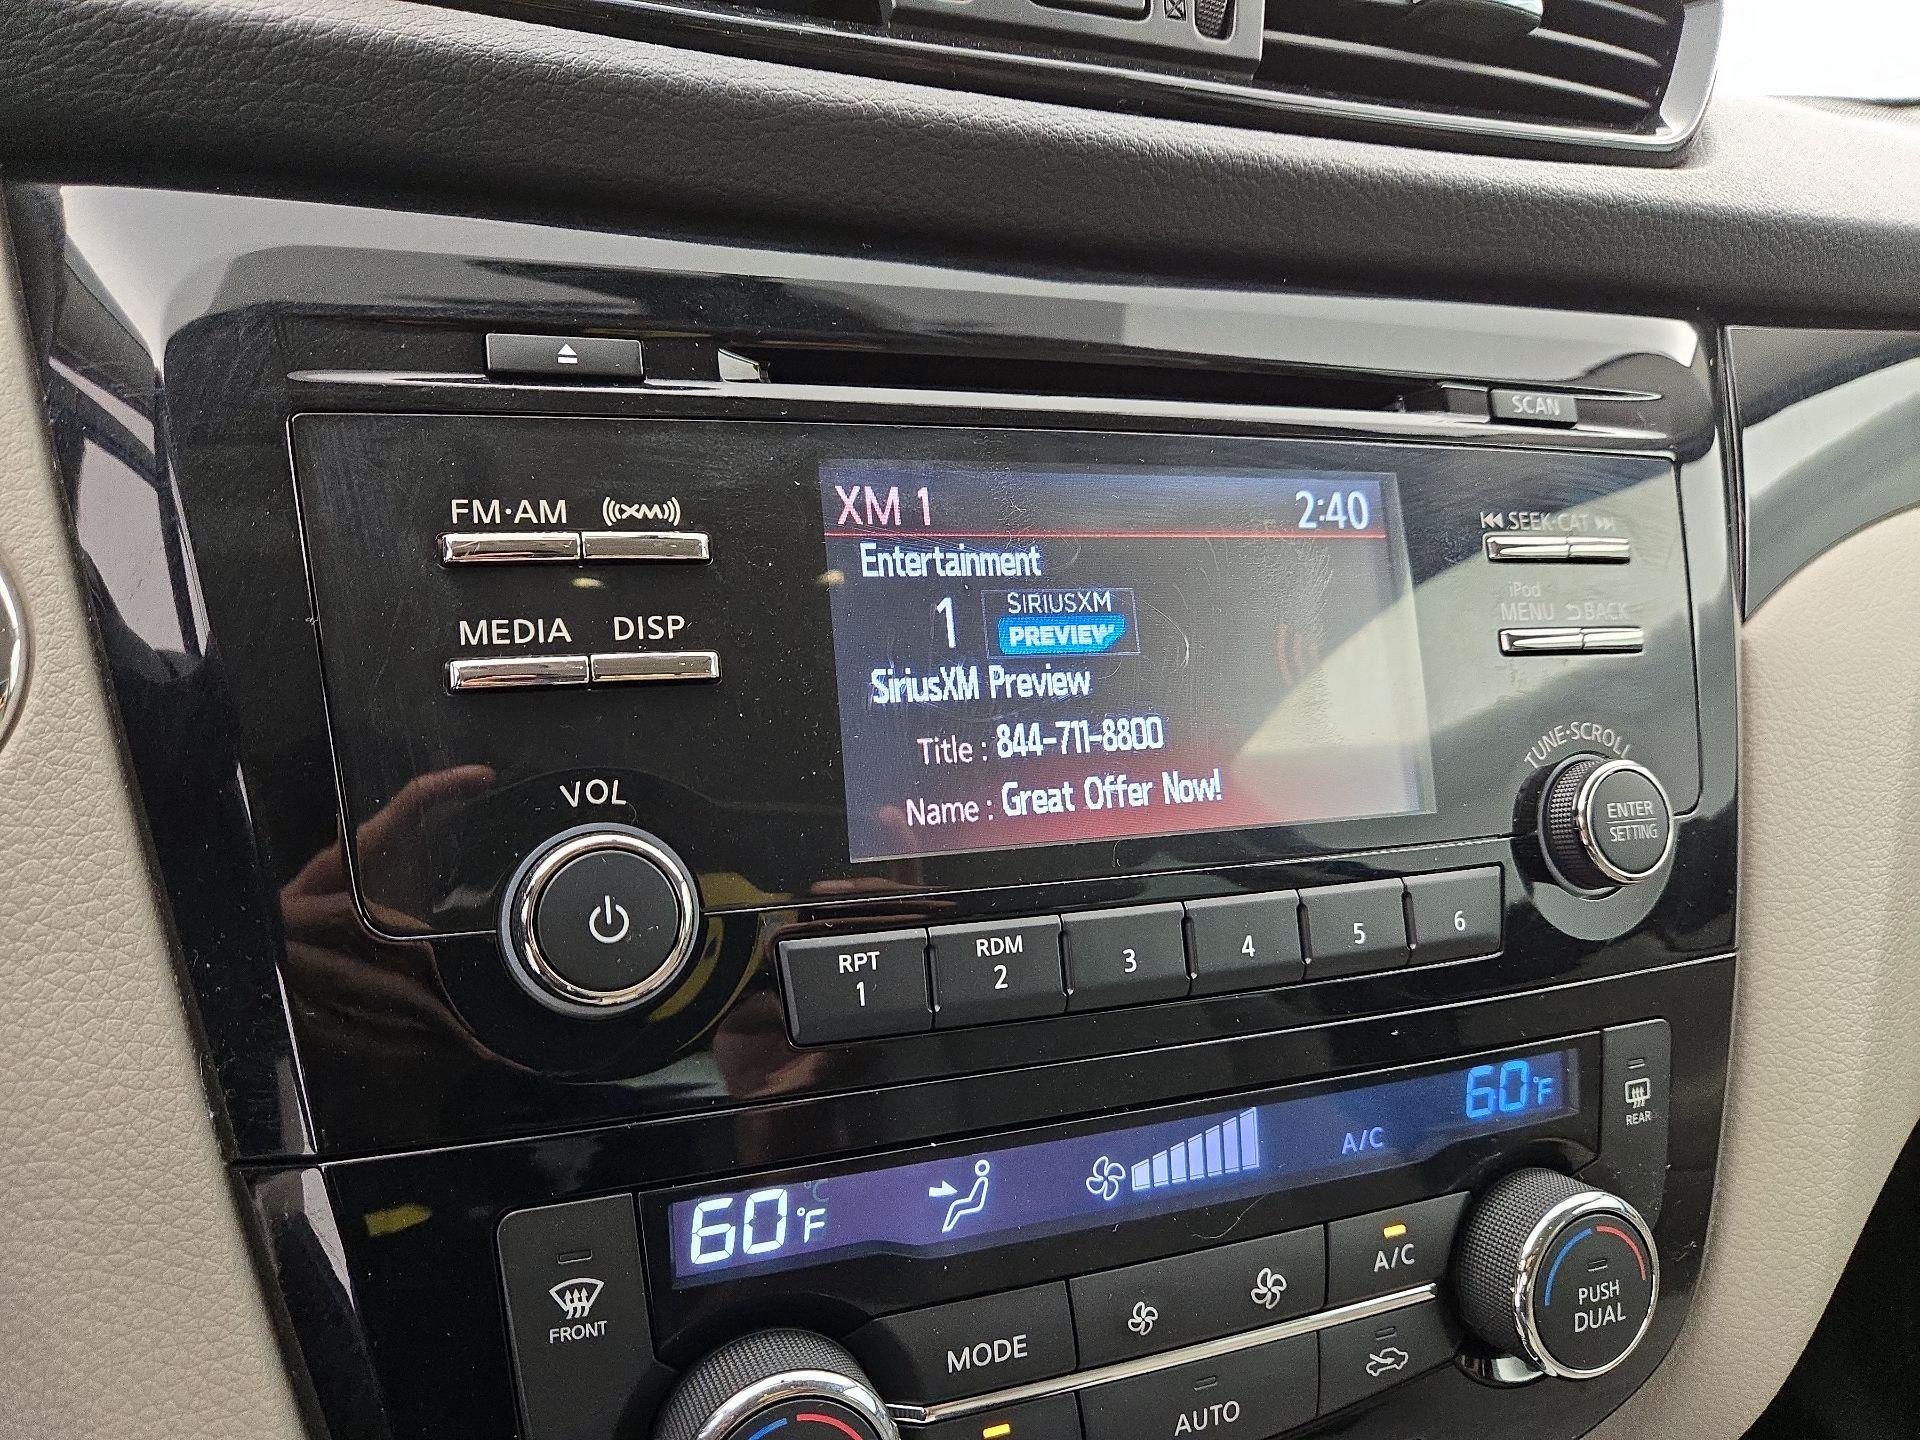 SCAN
FM·AM
(((XM)))
XM 1
2:40
SEEK·CAT
Entertainment
1
SIRIUSXM
PREVIEW
iPod
MENU
BACK
MEDIA
DISP
SiriusXM Preview
Title : 844-711-8800
Name : Great Offer Now!
TUNE·SCROLL
ENTER
SETTING
VOL
RPT
1
RDM
2
3
4
5
6
60°F
A/C
60°F
REAR
FRONT
MODE
A/C
PUSH
DUAL
AUTO